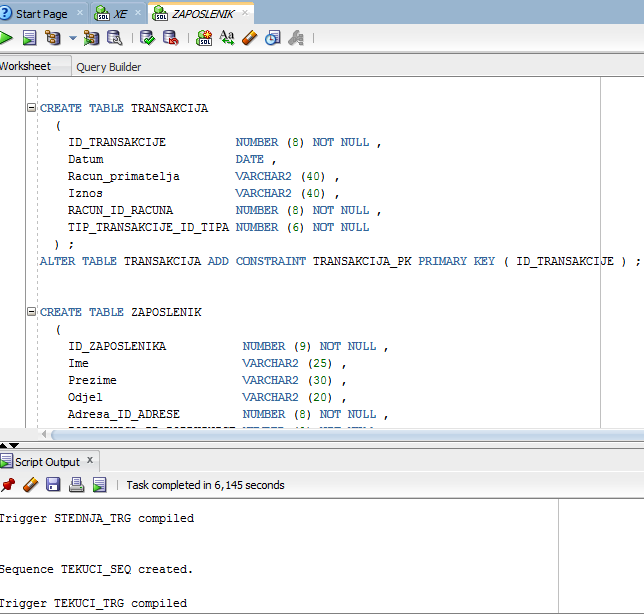 Start Page
XE
ZAPOSLENIK
Worksheet
Query Builder
CREATE TABLE TRANSAKCIJA
(
ID_TRANSAKCIJE NUMBER (8) NOT NULL ,
Datum DATE ,
Racun_primatelja VARCHAR2 (40) ,
Iznos VARCHAR2 (40) ,
RACUN_ID_RACUNA NUMBER (8) NOT NULL ,
TIP_TRANSAKCIJE_ID_TIPA NUMBER (6) NOT NULL
) ;
ALTER TABLE TRANSAKCIJA ADD CONSTRAINT TRANSAKCIJA_PK PRIMARY KEY ( ID_TRANSAKCIJE ) ;
CREATE TABLE ZAPOSLENIK
(
ID_ZAPOSLENIKA NUMBER (9) NOT NULL ,
Ime VARCHAR2 (25) ,
Prezime VARCHAR2 (30) ,
Odjel VARCHAR2 (20) ,
Adresa_ID_ADRESE NUMBER (8) NOT NULL ,
Script Output
Task completed in 6,145 seconds
Trigger STEDNJA_TRG compiled
Sequence TEKUCI_SEQ created.
Trigger TEKUCI_TRG compiled